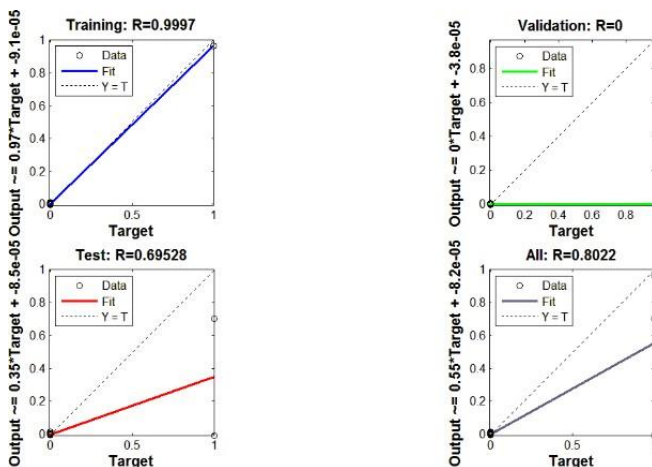 Training: R=0.9997
Output ~= 0.97*Target + -9.1e-05
1
0.8
0.6
0.4
0.2
0
Data
Fit
Y = T
0
0.5
1
Target
Validation: R=0
Output ~= 0*Target + -3.8e-05
0.8
0.6
0.4
0.2
0
Data
Fit
Y = T
0
0.2
0.4
0.6
0.8
Target
Test: R=0.69528
Output ~= 0.35*Target + -8.5e-05
1
0.8
0.6
0.4
0.2
0
Data
Fit
Y = T
0
0.5
1
Target
All: R=0.8022
Output ~= 0.55*Target + -8.2e-05
1
0.8
0.6
0.4
0.2
0
Data
Fit
Y = T
0
0.5
Target